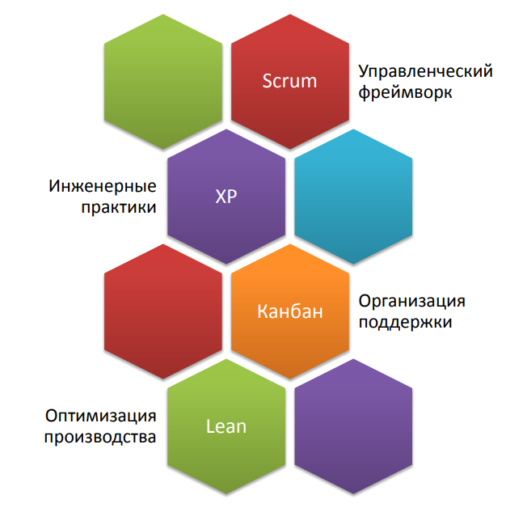 Scrum
Управленческий
фреймворк
Инженерные
практики
XP
Канбан
Организация
поддержки
Оптимизация
производства
Lean